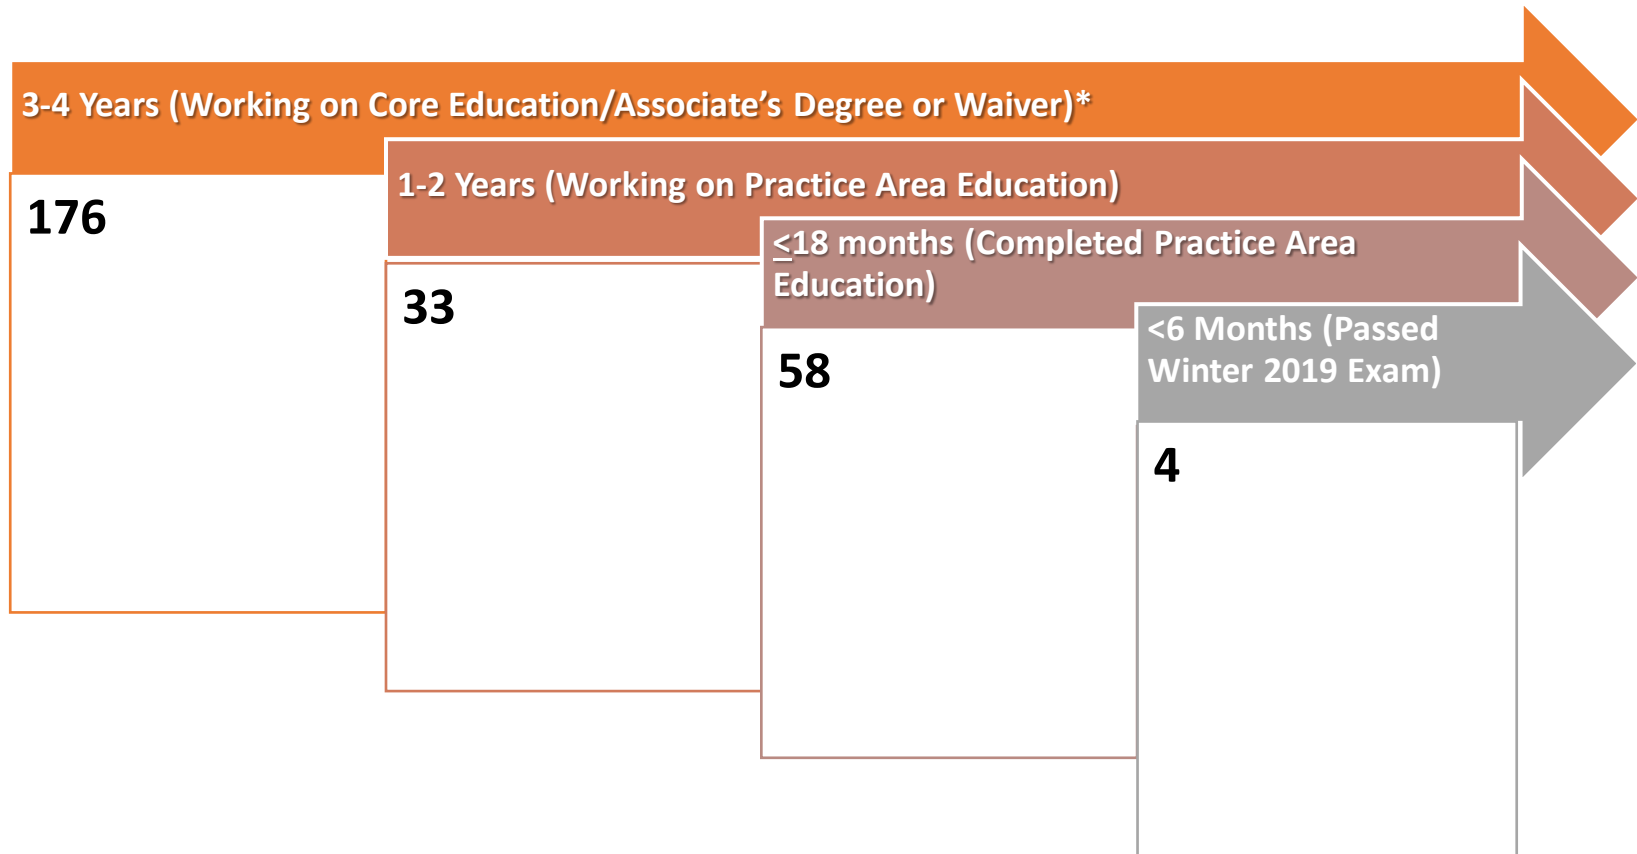 3-4 Years (Working on Core Education/Associate’s Degree or Waiver)*
176
1-2 Years (Working on Practice Area Education)
33
<18 months (Completed Practice Area
Education)
58
<6 Months (Passed
Winter 2019 Exam)
4